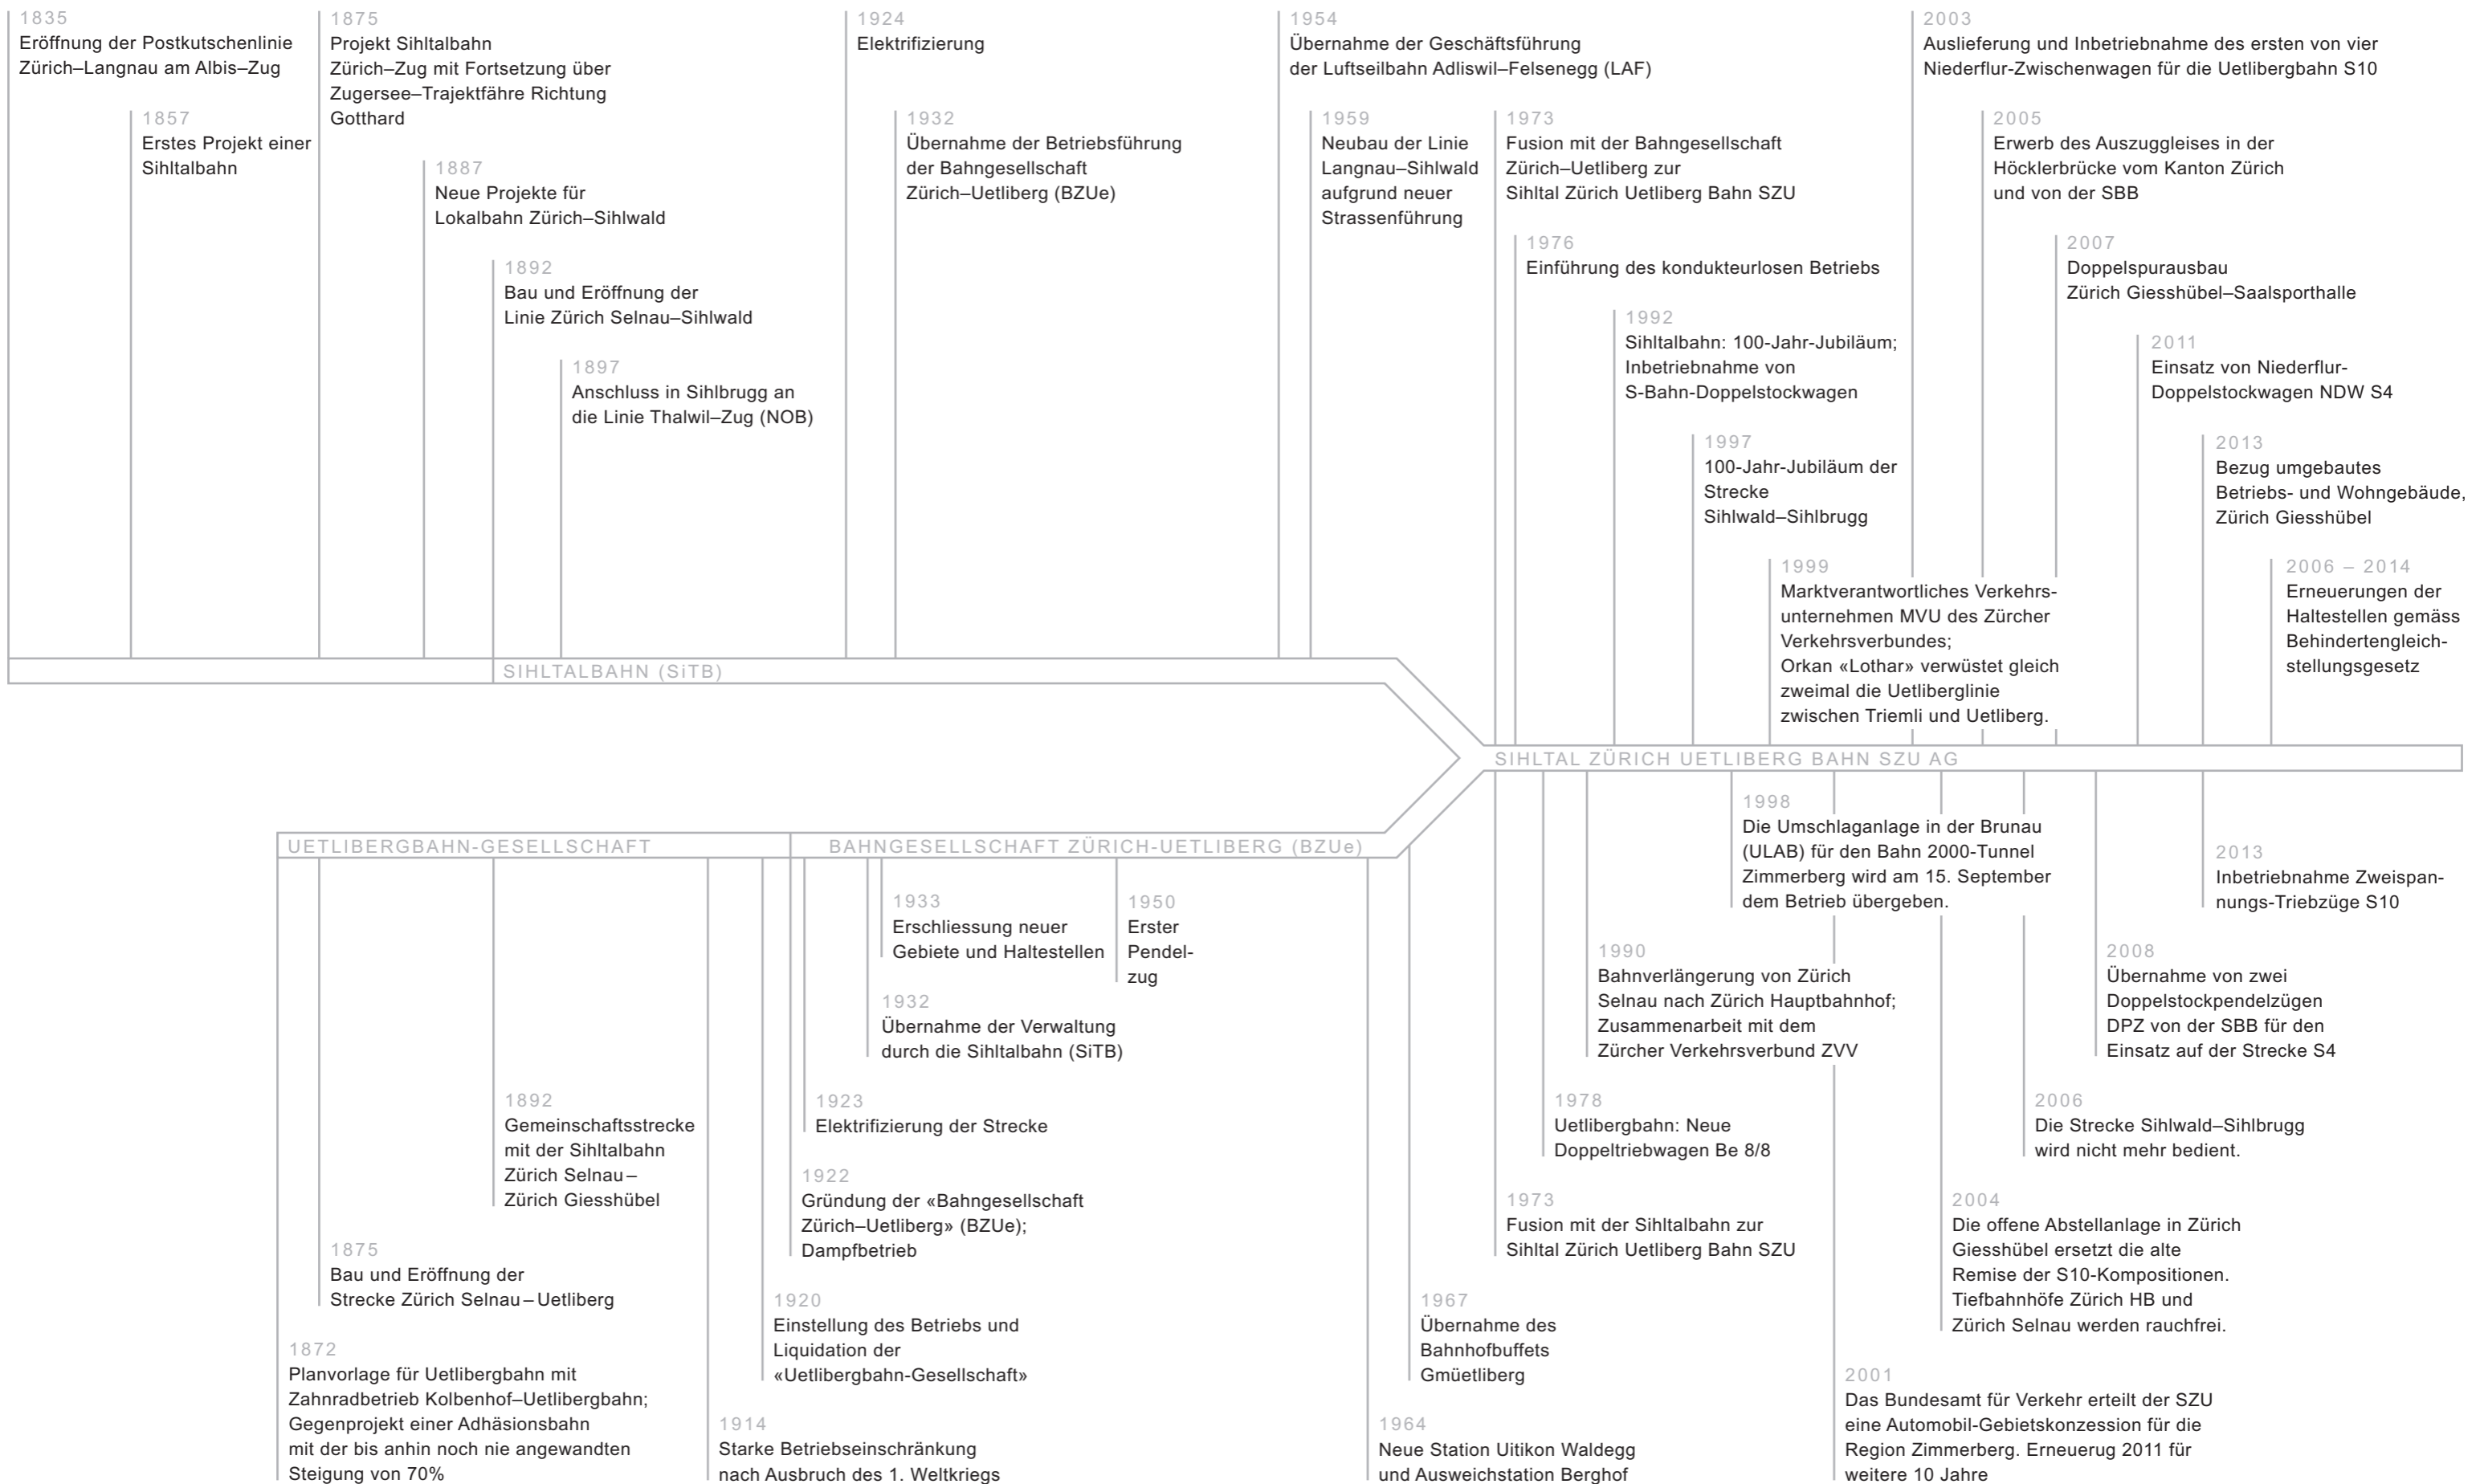 1835
Eröffnung der Postkutschenlinie
Zürich–Langnau am Albis–Zug
1857
Erstes Projekt einer
Sihltalbahn
1875
Projekt Sihltalbahn
Zürich–Zug mit Fortsetzung über
Zugersee–Trajektfähre Richtung
Gotthard
1887
Neue Projekte für
Lokalbahn Zürich–Sihlwald
1892
Bau und Eröffnung der
Linie Zürich Selnau–Sihlwald
1897
Anschluss in Sihlbrugg an
die Linie Thalwil–Zug (NOB)
1924
Elektrifizierung
1932
Übernahme der Betriebsführung
der Bahngesellschaft
Zürich–Uetliberg (BZUe)
1954
Übernahme der Geschäftsführung
der Luftseilbahn Adliswil–Felsenegg (LAF)
1959
Neubau der Linie
Langnau–Sihlwald
aufgrund neuer
Strassenführung
1973
Fusion mit der Bahngesellschaft
Zürich–Uetliberg zur
Sihltal Zürich Uetliberg Bahn SZU
1976
Einführung des kondukteurlosen Betriebs
1992
Sihltalbahn: 100-Jahr-Jubiläum;
Inbetriebnahme von
S-Bahn-Doppelstockwagen
1997
100-Jahr-Jubiläum der
Strecke
Sihlwald–Sihlbrugg
1999
Marktverantwortliches Verkehrs-
unternehmen MVU des Zürcher
Verkehrsverbundes;
Orkan «Lothar» verwüstet gleich
zweimal die Uetliberglinie
zwischen Triemli und Uetliberg.
2003
Auslieferung und Inbetriebnahme des ersten von vier
Niederflur-Zwischenwagen für die Uetlibergbahn S10
2005
Erwerb des Auszuggleises in der
Höcklerbrücke vom Kanton Zürich
und von der SBB
2007
Doppelspurausbau
Zürich Giesshübel–Saalsporthalle
2011
Einsatz von Niederflur-
Doppelstockwagen NDW S4
2013
Bezug umgebautes
Betriebs- und Wohngebäude,
Zürich Giesshübel
2006 – 2014
Erneuerungen der
Haltestellen gemäss
Behindertengleich-
stellungsgesetz
SIHLTALBAHN (SiTB)
SIHLTAL ZÜRICH UETLIBERG BAHN SZU AG
UETLIBERGBAHN-GESELLSCHAFT
BAHNGESELLSCHAFT ZÜRICH-UETLIBERG (BZUe)
1872
Planvorlage für Uetlibergbahn mit
Zahnradbetrieb Kolbenhof–Uetlibergbahn;
Gegenprojekt einer Adhäsionsbahn
mit der bis anhin noch nie angewandten
Steigung von 70%
1875
Bau und Eröffnung der
Strecke Zürich Selnau – Uetliberg
1892
Gemeinschaftsstrecke
mit der Sihltalbahn
Zürich Selnau –
Zürich Giesshübel
1914
Starke Betriebseinschränkung
nach Ausbruch des 1. Weltkriegs
1920
Einstellung des Betriebs und
Liquidation der
«Uetlibergbahn-Gesellschaft»
1922
Gründung der «Bahngesellschaft
Zürich–Uetliberg» (BZUe);
Dampfbetrieb
1923
Elektrifizierung der Strecke
1932
Übernahme der Verwaltung
durch die Sihltalbahn (SiTB)
1933
Erschliessung neuer
Gebiete und Haltestellen
1950
Erster
Pendel-
zug
1964
Neue Station Uitikon Waldegg
und Ausweichstation Berghof
1967
Übernahme des
Bahnhofbuffets
Gmüetliberg
1973
Fusion mit der Sihltalbahn zur
Sihltal Zürich Uetliberg Bahn SZU
1978
Uetlibergbahn: Neue
Doppeltriebwagen Be 8/8
1990
Bahnverlängerung von Zürich
Selnau nach Zürich Hauptbahnhof;
Zusammenarbeit mit dem
Zürcher Verkehrsverbund ZVV
1998
Die Umschlaganlage in der Brunau
(ULAB) für den Bahn 2000-Tunnel
Zimmerberg wird am 15. September
dem Betrieb übergeben.
2001
Das Bundesamt für Verkehr erteilt der SZU
eine Automobil-Gebietskonzession für die
Region Zimmerberg. Erneuerug 2011 für
weitere 10 Jahre
2004
Die offene Abstellanlage in Zürich
Giesshübel ersetzt die alte
Remise der S10-Kompositionen.
Tiefbahnhöfe Zürich HB und
Zürich Selnau werden rauchfrei.
2006
Die Strecke Sihlwald–Sihlbrugg
wird nicht mehr bedient.
2008
Übernahme von zwei
Doppelstockpendelzügen
DPZ von der SBB für den
Einsatz auf der Strecke S4
2013
Inbetriebnahme Zweispan-
nungs-Triebzüge S10